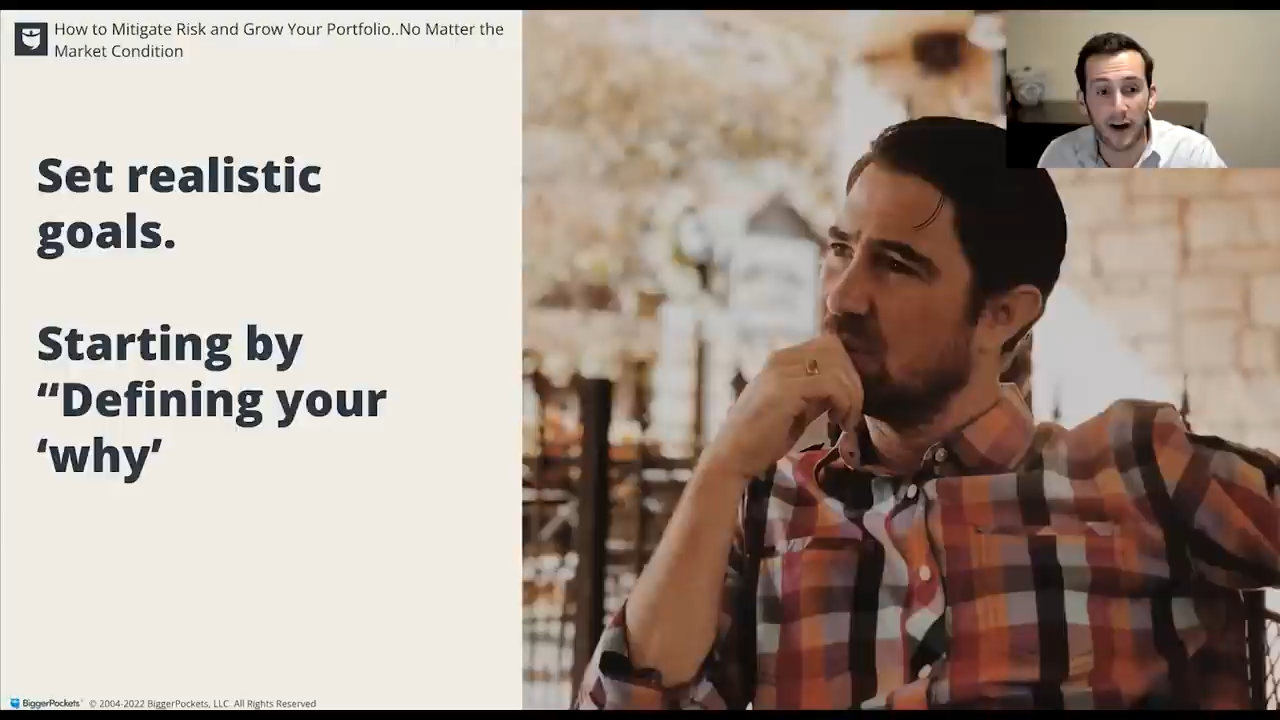 How to Mitigate Risk and Grow Your Portfolio..No Matter the
Market Condition
Set realistic
goals.
Starting by
“Defining your
‘why’
BiggerPockets © 2004-2022 BiggerPockets, LLC. All Rights Reserved